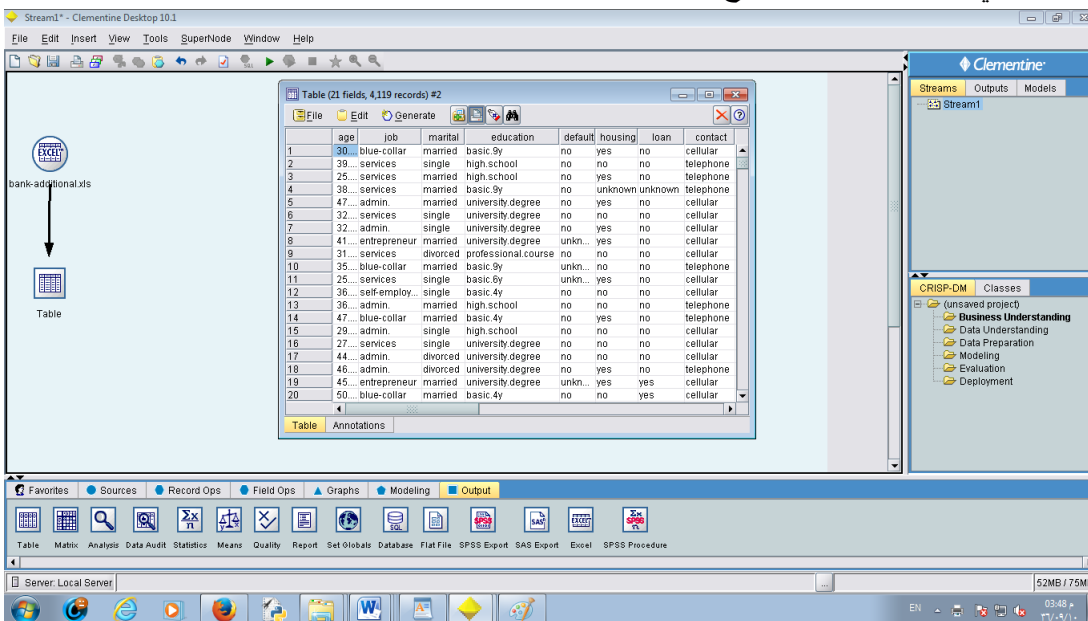 Stream1* - Clementine Desktop 10.1
File Edit Insert View Tools SuperNode Window Help
Clementine
Streams Outputs Models
Stream1
bank-additional.xls
Table
Table (21 fields, 4,119 records) #2
File Edit Generate
age job marital education default housing loan contact
1 30.... blue-collar married basic.9y no yes no cellular
2 39.... services single high.school no no no telephone
3 25.... services married high.school no yes no telephone
4 38.... services married basic.9y no unknown unknown telephone
5 47.... admin. married university.degree no yes no cellular
6 32.... services single university.degree no no no cellular
7 32.... admin. single university.degree no yes no cellular
8 41.... entrepreneur married university.degree unkn... yes no cellular
9 31.... services divorced professional.course no no no cellular
10 35.... blue-collar married basic.9y unkn... no no telephone
11 25.... services single basic.6y unkn... yes no cellular
12 36.... self-employ... single basic.4y no no no cellular
13 36.... admin. married high.school no no no telephone
14 47.... blue-collar married basic.4y no yes no telephone
15 29.... admin. single high.school no no no cellular
16 27.... services single university.degree no no no cellular
17 44.... admin. divorced university.degree no no no cellular
18 46.... admin. divorced university.degree no yes no telephone
19 45.... entrepreneur married university.degree unkn... yes yes cellular
20 50.... blue-collar married basic.4y no no yes cellular
Table Annotations
CRISP-DM Classes
(unsaved project)
Business Understanding
Data Understanding
Data Preparation
Modeling
Evaluation
Deployment
Favorites Sources Record Ops Field Ops Graphs Modeling Output
Table Matrix Analysis Data Audit Statistics Means Quality Report Set Globals Database Flat File SPSS Export SAS Export Excel SPSS Procedure
Server: Local Server
52MB / 75M
EN
03:48 م